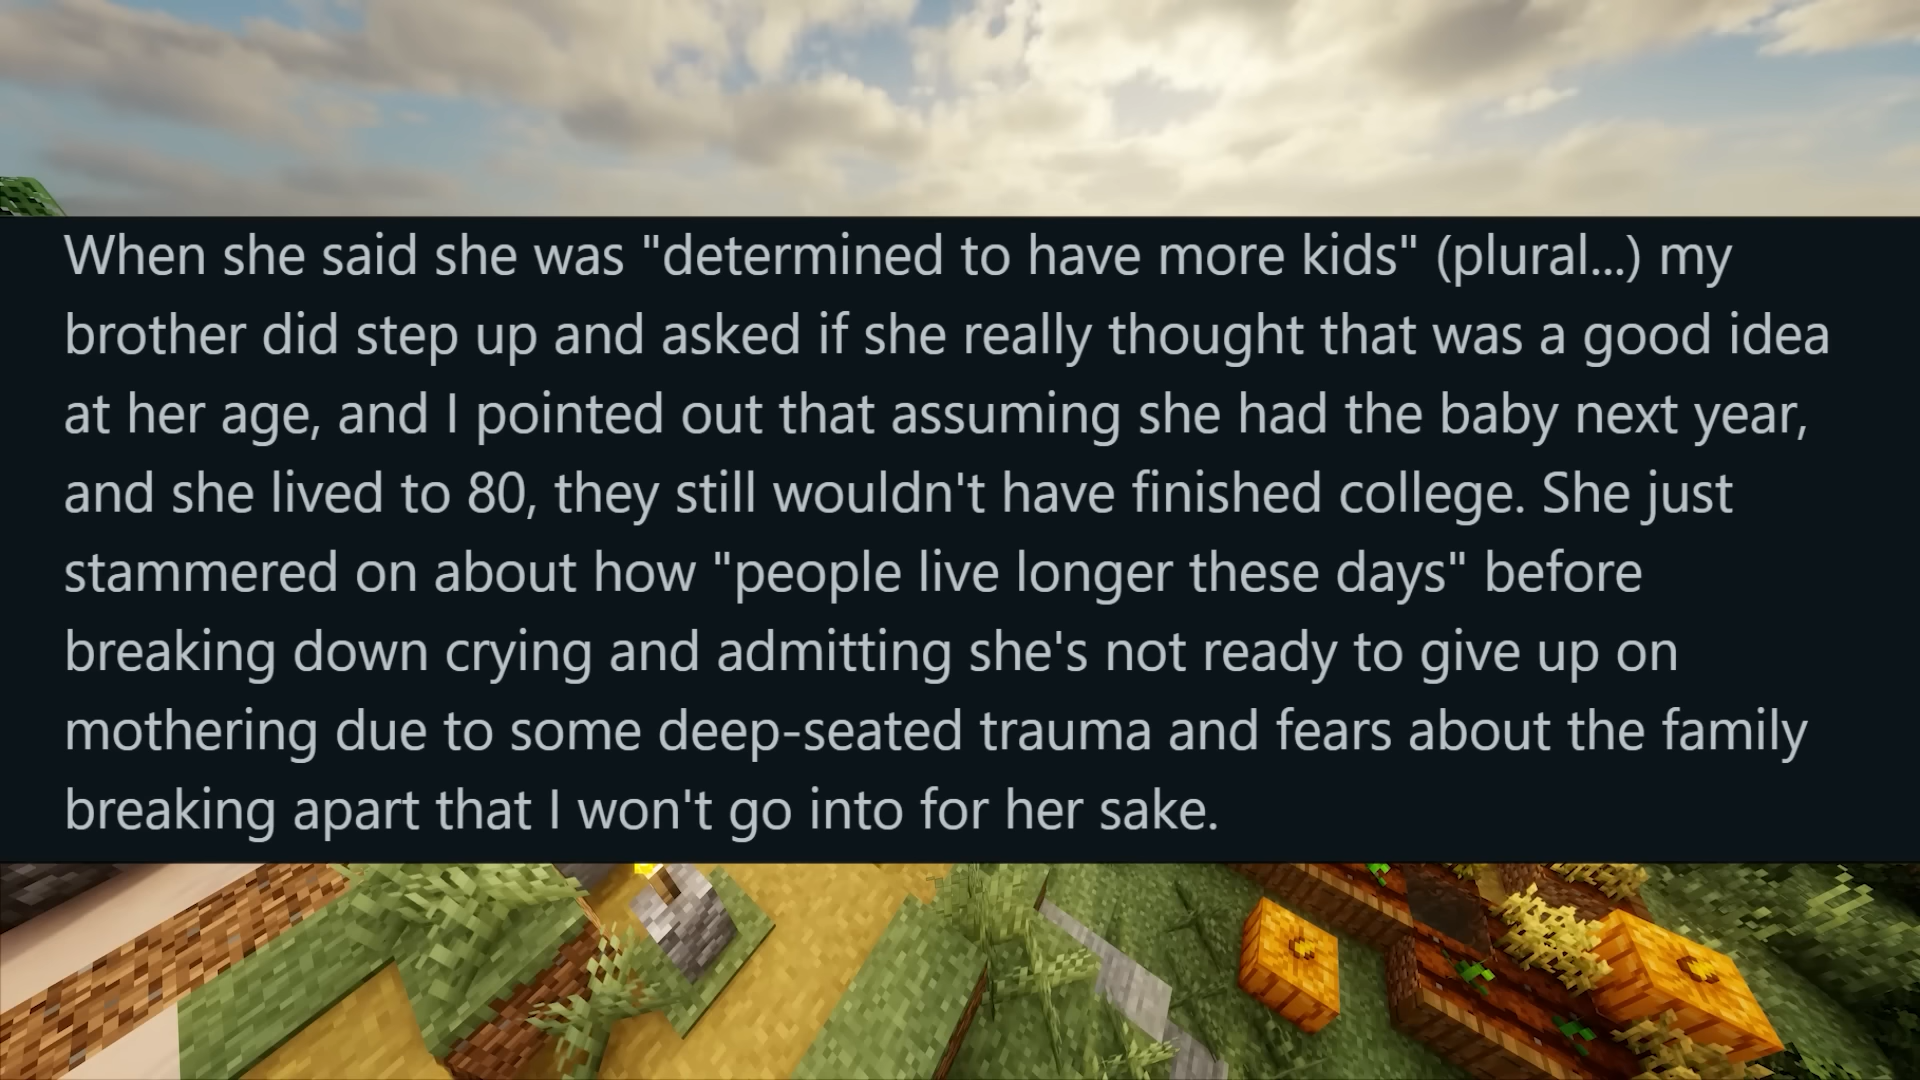 When she said she was "determined to have more kids" (plural...) my
brother did step up and asked if she really thought that was a good idea
at her age, and I pointed out that assuming she had the baby next year,
and she lived to 80, they still wouldn't have finished college. She just
stammered on about how "people live longer these days" before
breaking down crying and admitting she's not ready to give up on
mothering due to some deep-seated trauma and fears about the family
breaking apart that I won't go into for her sake.